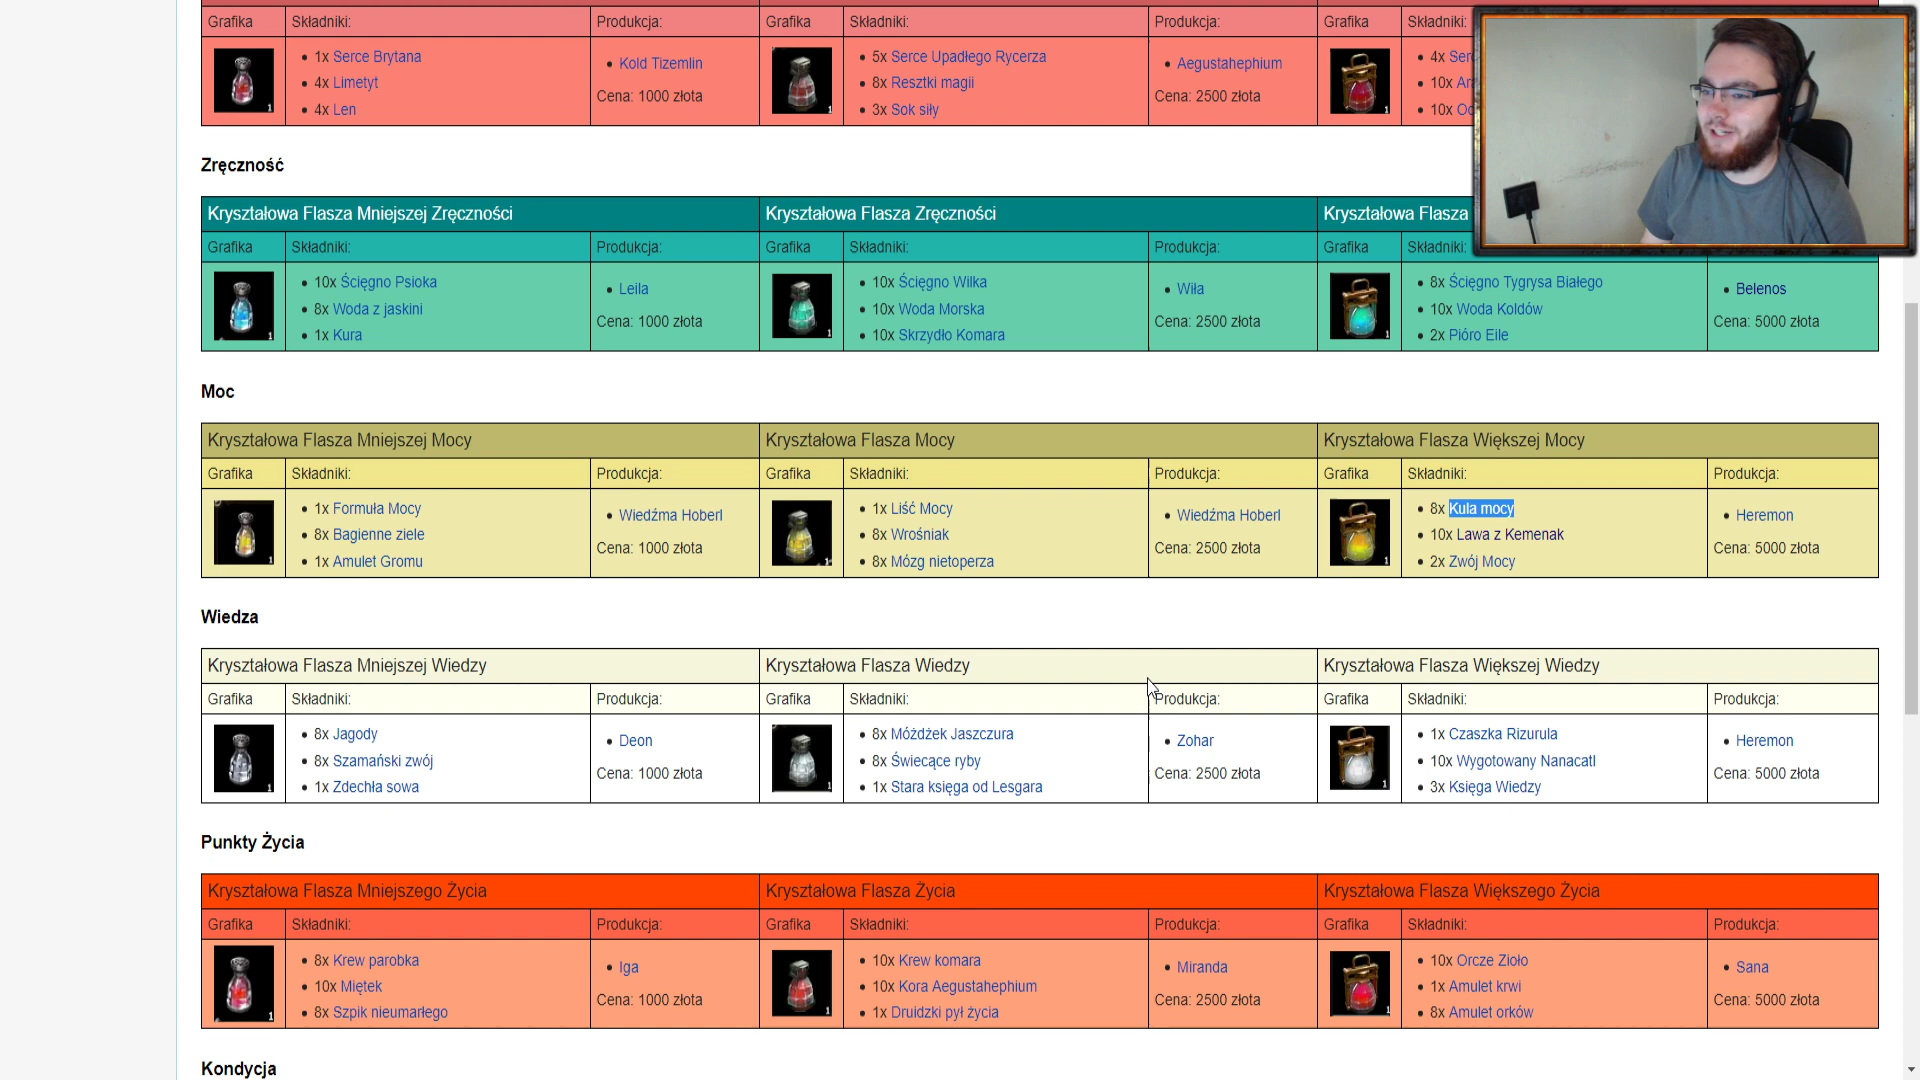 Grafika Składniki: Produkcja: Grafika Składniki: Produkcja: Grafika Składniki:
1x Serce Brytana
4x Limetyt
4x Len
Kold Tizemlin
Cena: 1000 złota
5x Serce Upadłego Rycerza
8x Resztki magii
3x Sok siły
Aegustahephium
Cena: 2500 złota
4x
10x
10x
Zręczność
Kryształowa Flasza Mniejszej Zręczności Kryształowa Flasza Zręczności Kryształowa Flasza
Grafika Składniki: Produkcja: Grafika Składniki: Produkcja: Grafika Składniki:
10x Ścięgno Psioka
8x Woda z jaskini
1x Kura
Leila
Cena: 1000 złota
10x Ścięgno Wilka
10x Woda Morska
10x Skrzydło Komara
Wiła
Cena: 2500 złota
8x Ścięgno Tygrysa Białego
10x Woda Koldów
2x Pióro Eile
Belenos
Cena: 5000 złota
Moc
Kryształowa Flasza Mniejszej Mocy Kryształowa Flasza Mocy Kryształowa Flasza Większej Mocy
Grafika Składniki: Produkcja: Grafika Składniki: Produkcja: Grafika Składniki: Produkcja:
1x Formuła Mocy
8x Bagienne ziele
1x Amulet Gromu
Wiedźma Hoberl
Cena: 1000 złota
1x Liść Mocy
8x Wrośniak
8x Mózg nietoperza
Wiedźma Hoberl
Cena: 2500 złota
8x Kula mocy
10x Lawa z Kemenak
2x Zwój Mocy
Heremon
Cena: 5000 złota
Wiedza
Kryształowa Flasza Mniejszej Wiedzy Kryształowa Flasza Wiedzy Kryształowa Flasza Większej Wiedzy
Grafika Składniki: Produkcja: Grafika Składniki: Produkcja: Grafika Składniki: Produkcja:
8x Jagody
8x Szamański zwój
1x Zdechła sowa
Deon
Cena: 1000 złota
8x Móżdżek Jaszczura
8x Świecące ryby
1x Stara księga od Lesgara
Zohar
Cena: 2500 złota
1x Czaszka Rizurula
10x Wygotowany Nanacatl
3x Księga Wiedzy
Heremon
Cena: 5000 złota
Punkty Życia
Kryształowa Flasza Mniejszego Życia Kryształowa Flasza Życia Kryształowa Flasza Większego Życia
Grafika Składniki: Produkcja: Grafika Składniki: Produkcja: Grafika Składniki: Produkcja:
8x Krew parobka
10x Miętek
8x Szpik nieumarłego
Iga
Cena: 1000 złota
10x Krew komara
10x Kora Aegustahephium
1x Druidzki pył życia
Miranda
Cena: 2500 złota
10x Orcze Zioło
1x Amulet krwi
8x Amulet orków
Sana
Cena: 5000 złota
Kondycja